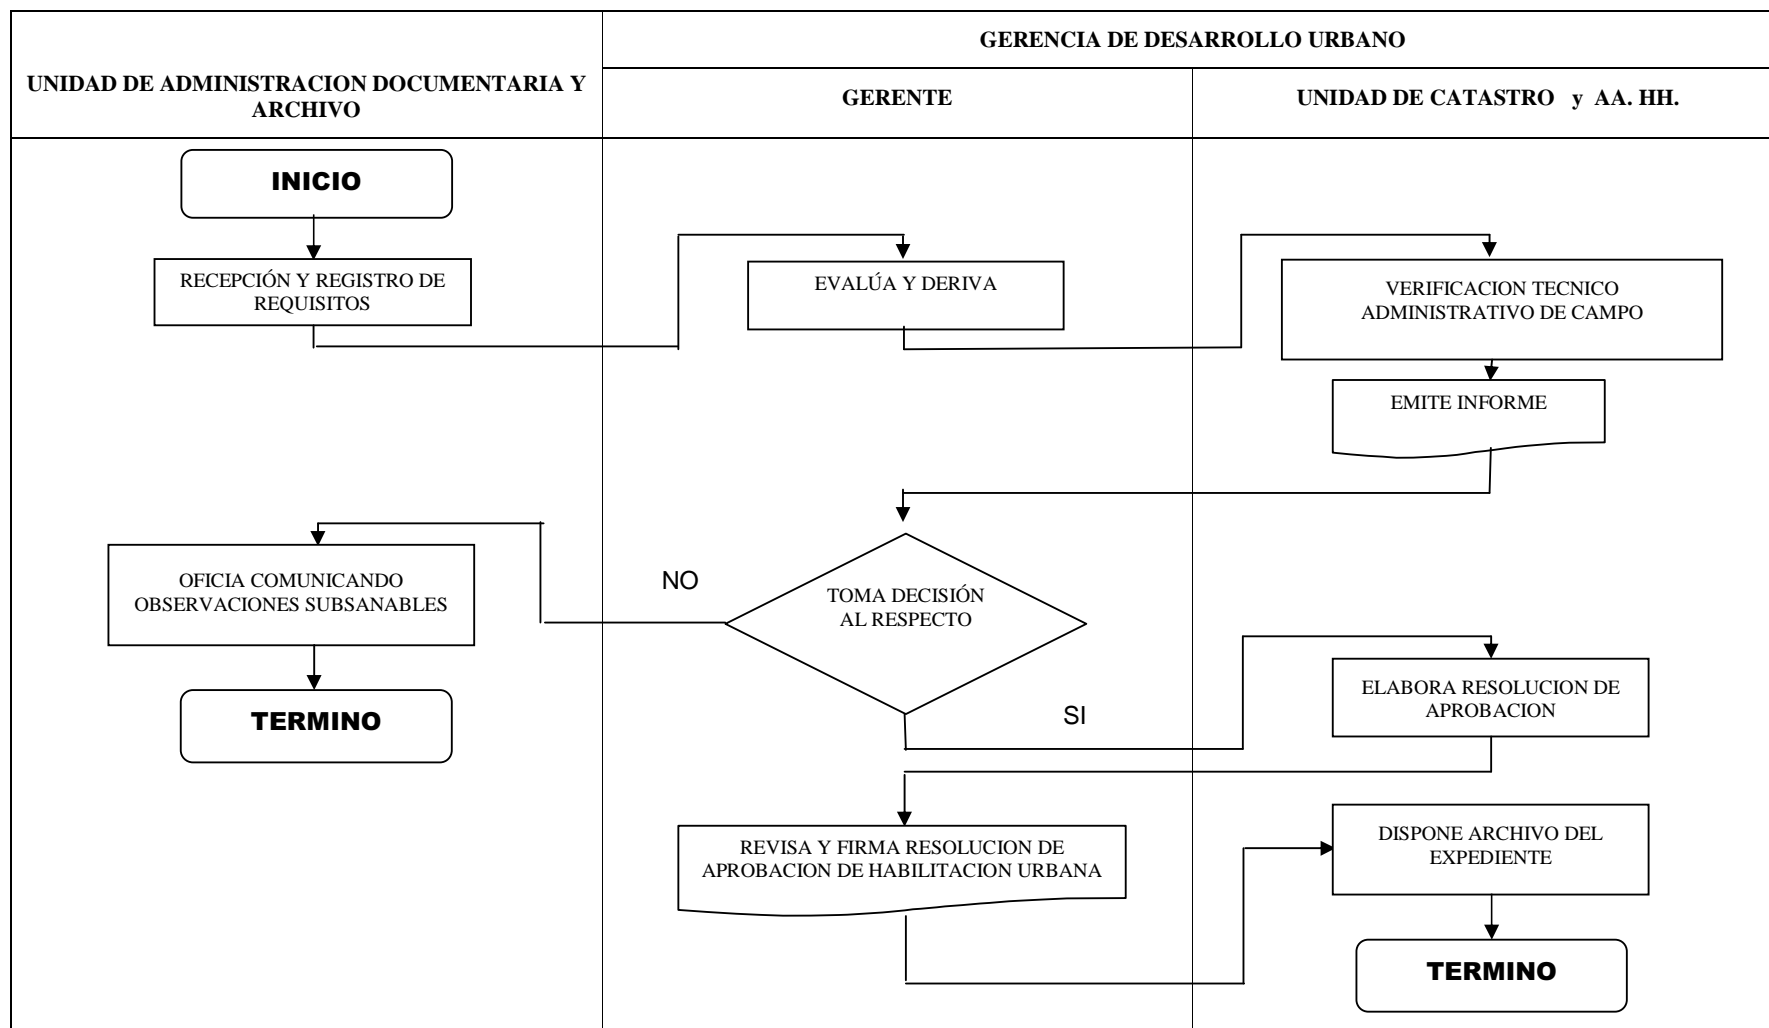 GERENCIA DE DESARROLLO URBANO
UNIDAD DE ADMINISTRACION DOCUMENTARIA Y
ARCHIVO
GERENTE
UNIDAD DE CATASTRO y AA. HH.
INICIO
RECEPCIÓN Y REGISTRO DE
REQUISITOS
EVALÚA Y DERIVA
VERIFICACION TECNICO
ADMINISTRATIVO DE CAMPO
EMITE INFORME
OFICIA COMUNICANDO
OBSERVACIONES SUBSANABLES
NO
TOMA DECISIÓN
AL RESPECTO
TERMINO
SI
ELABORA RESOLUCION DE
APROBACION
REVISA Y FIRMA RESOLUCION DE
APROBACION DE HABILITACION URBANA
DISPONE ARCHIVO DEL
EXPEDIENTE
TERMINO